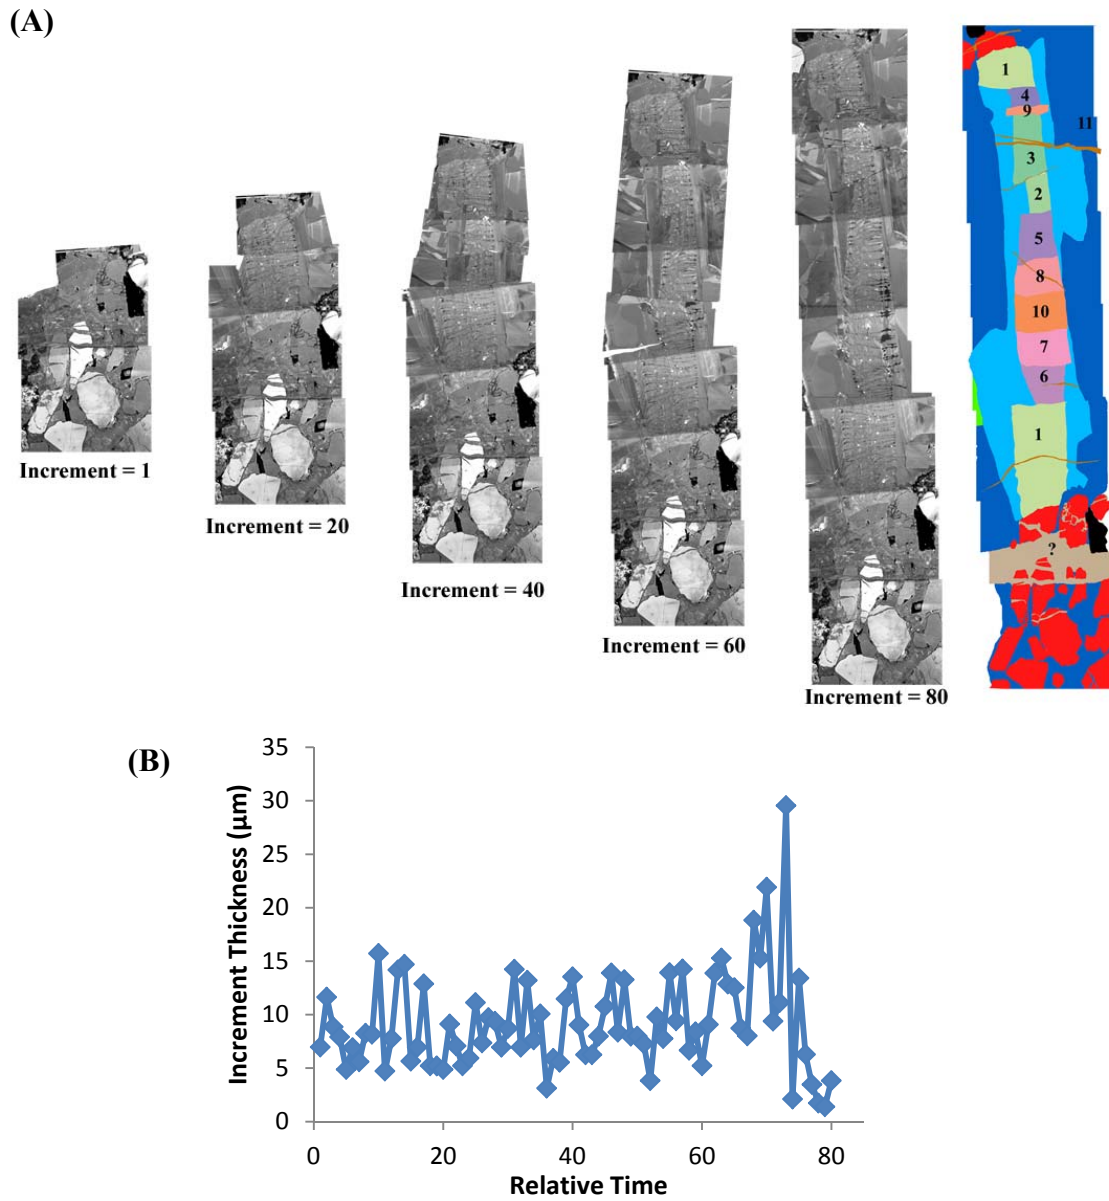 (A)
1
4
9
11
3
2
5
8
10
7
6
1
?
Increment = 1
Increment = 20
Increment = 40
Increment = 60
Increment = 80
(B)
Increment Thickness (µm)
35
30
25
20
15
10
5
0
0 20 40 60 80
Relative Time